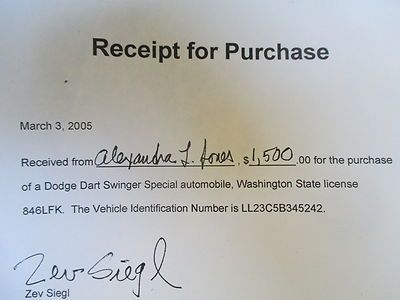 Receipt for Purchase
March 3, 2005
Received from Alexandra L. Jones, $1,500.00 for the purchase
of a Dodge Dart Swinger Special automobile, Washington State license
846LFK. The Vehicle Identification Number is LL23C5B345242.
Zev Siegl
Zev Siegl